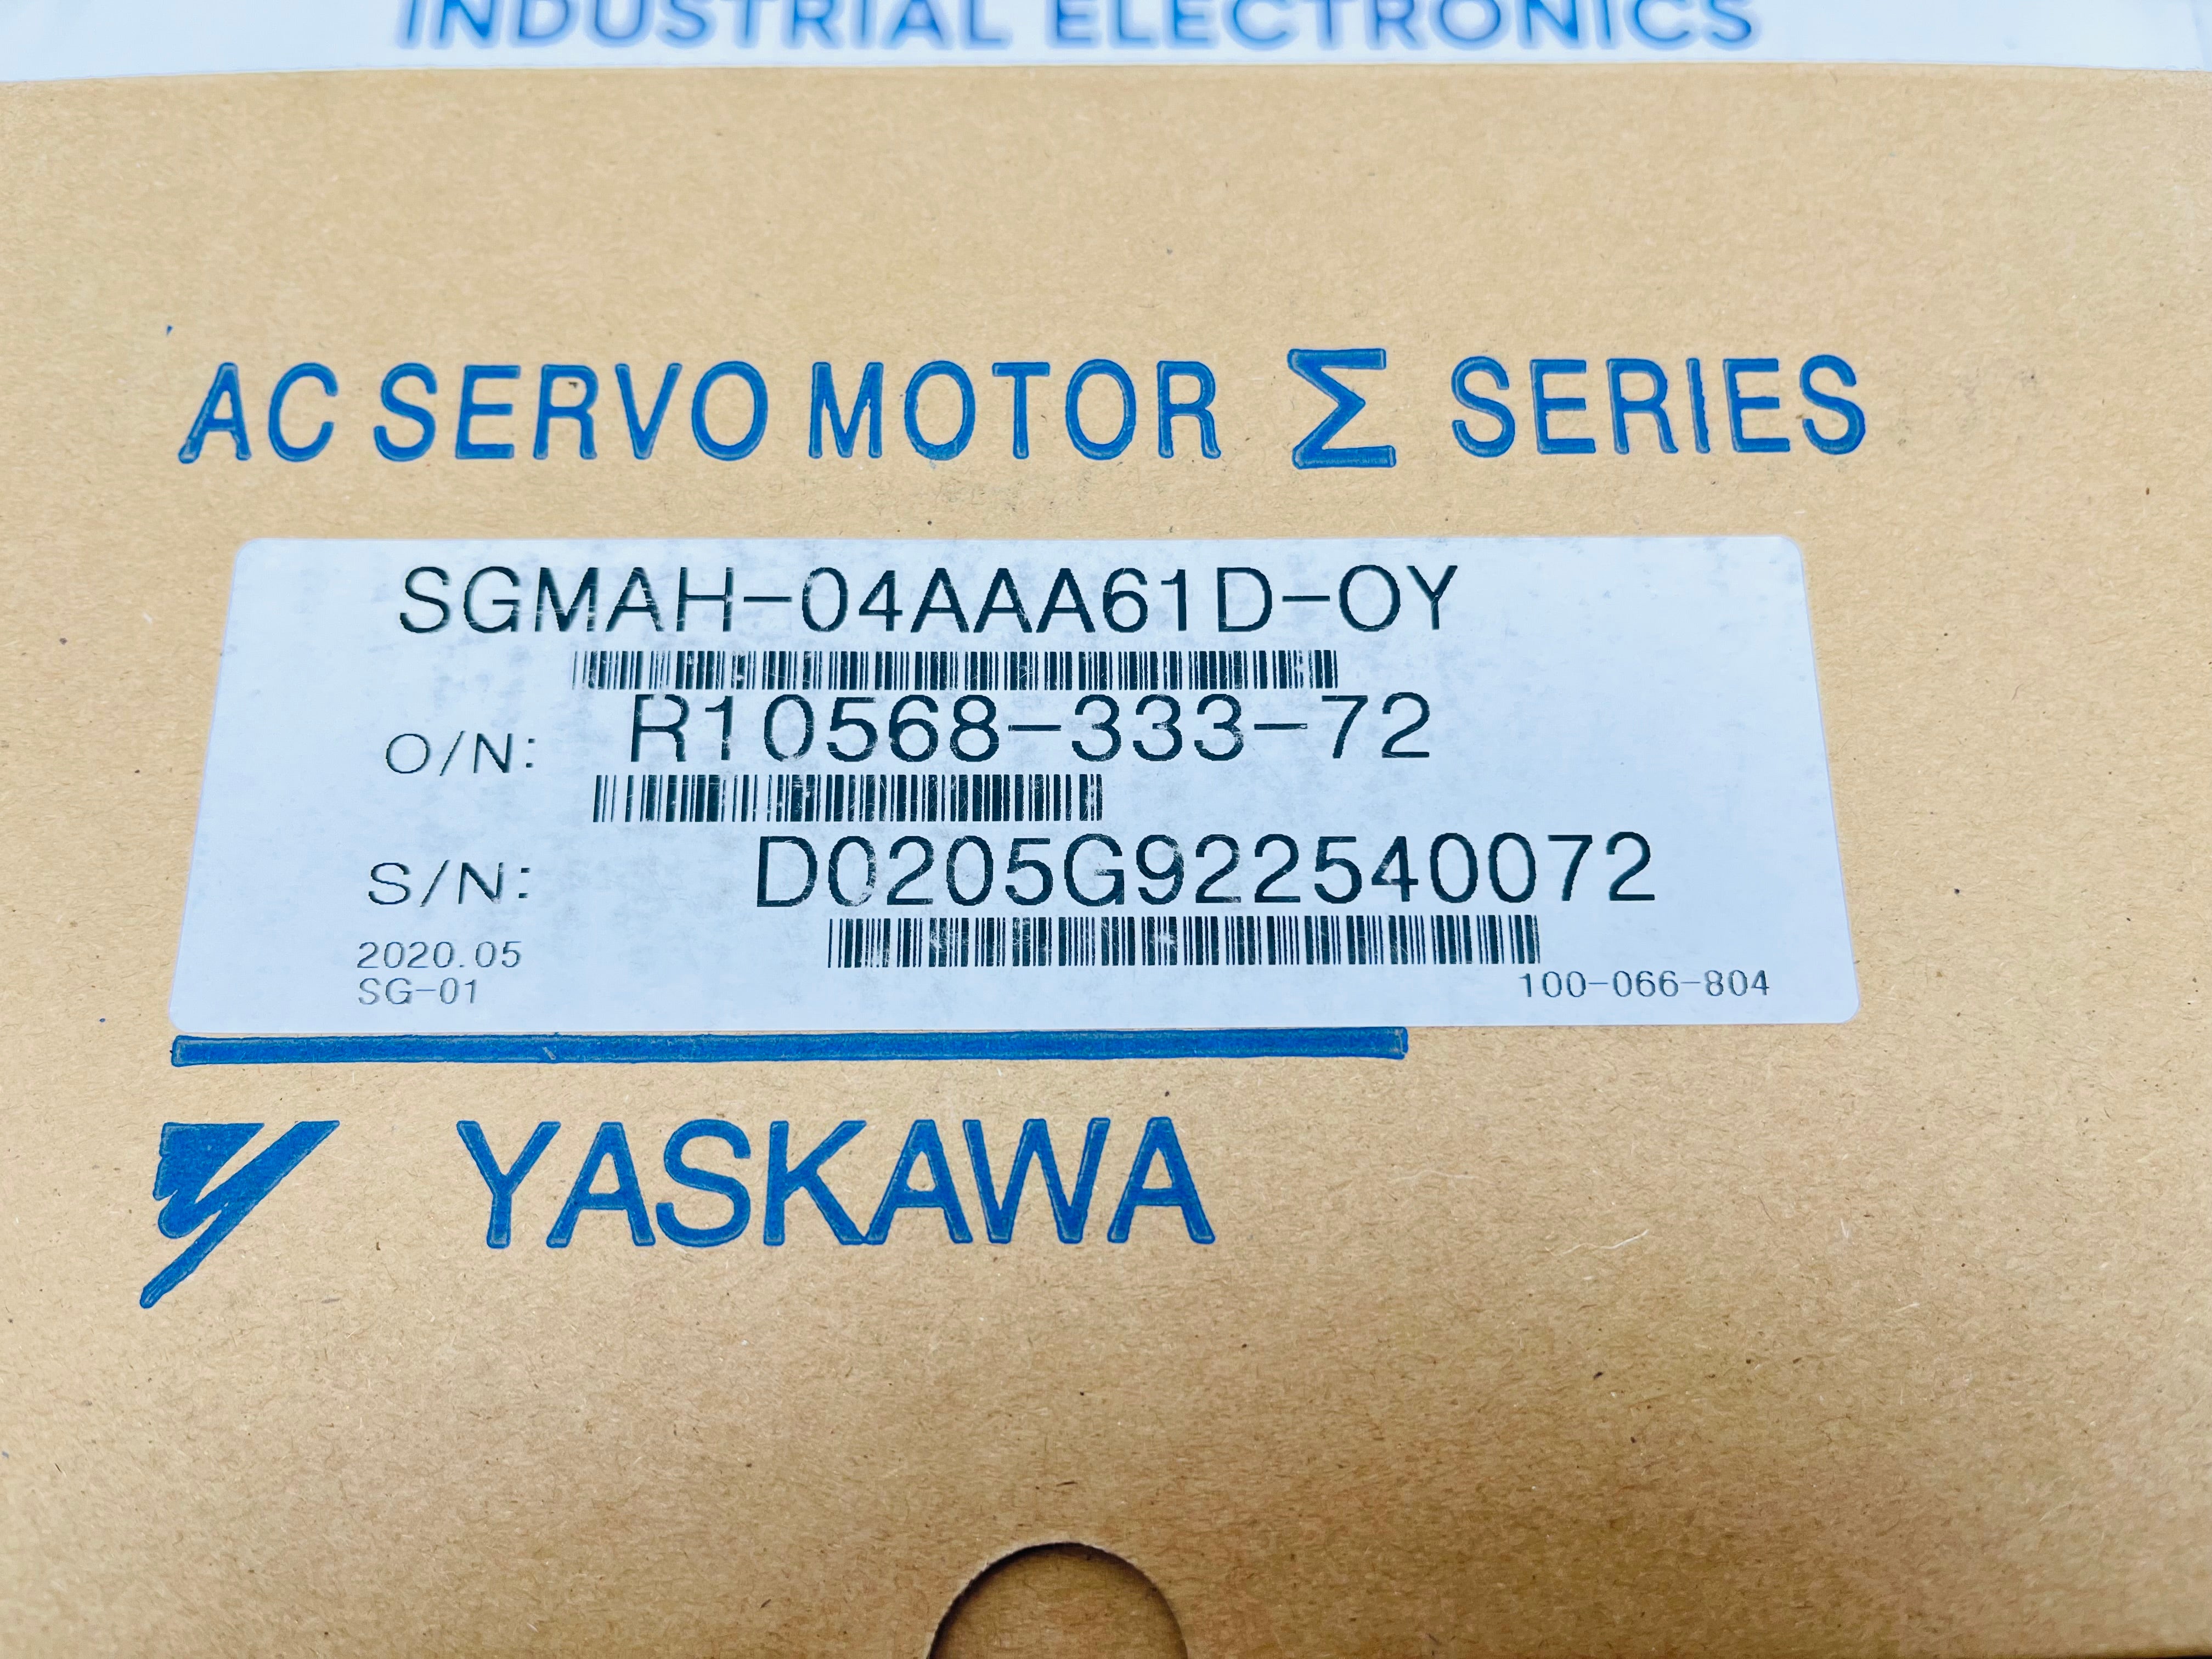 INDUSTRIAL ELECTRONICS
AC SERVO MOTOR Σ SERIES
SGMAH-04AAA61D-OY
O/N: R10568-333-72
S/N: D0205G922540072
2020.05
SG-01
100-066-804
YASKAWA